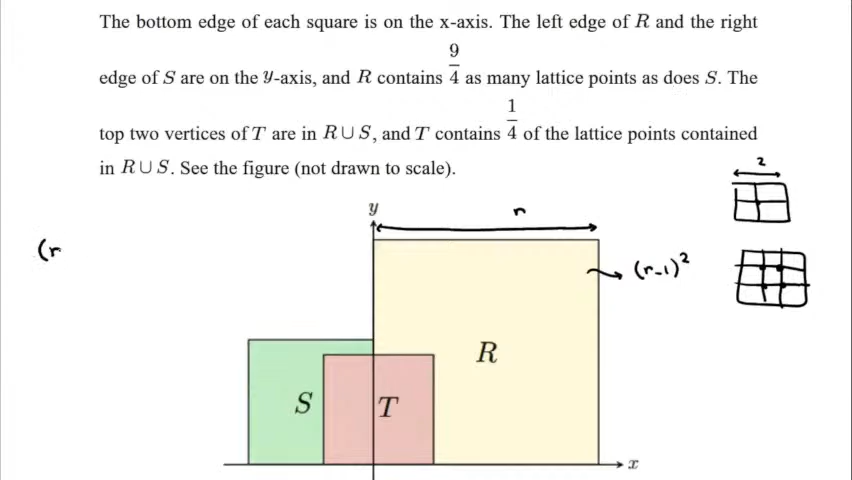 The bottom edge of each square is on the x-axis. The left edge of R and the right
edge of S are on the y-axis, and R contains 9/4 as many lattice points as does S. The
top two vertices of T are in R ∪ S, and T contains 1/4 of the lattice points contained
in R ∪ S. See the figure (not drawn to scale).
2
y
n
(r
(r-1)²
R
S
T
x